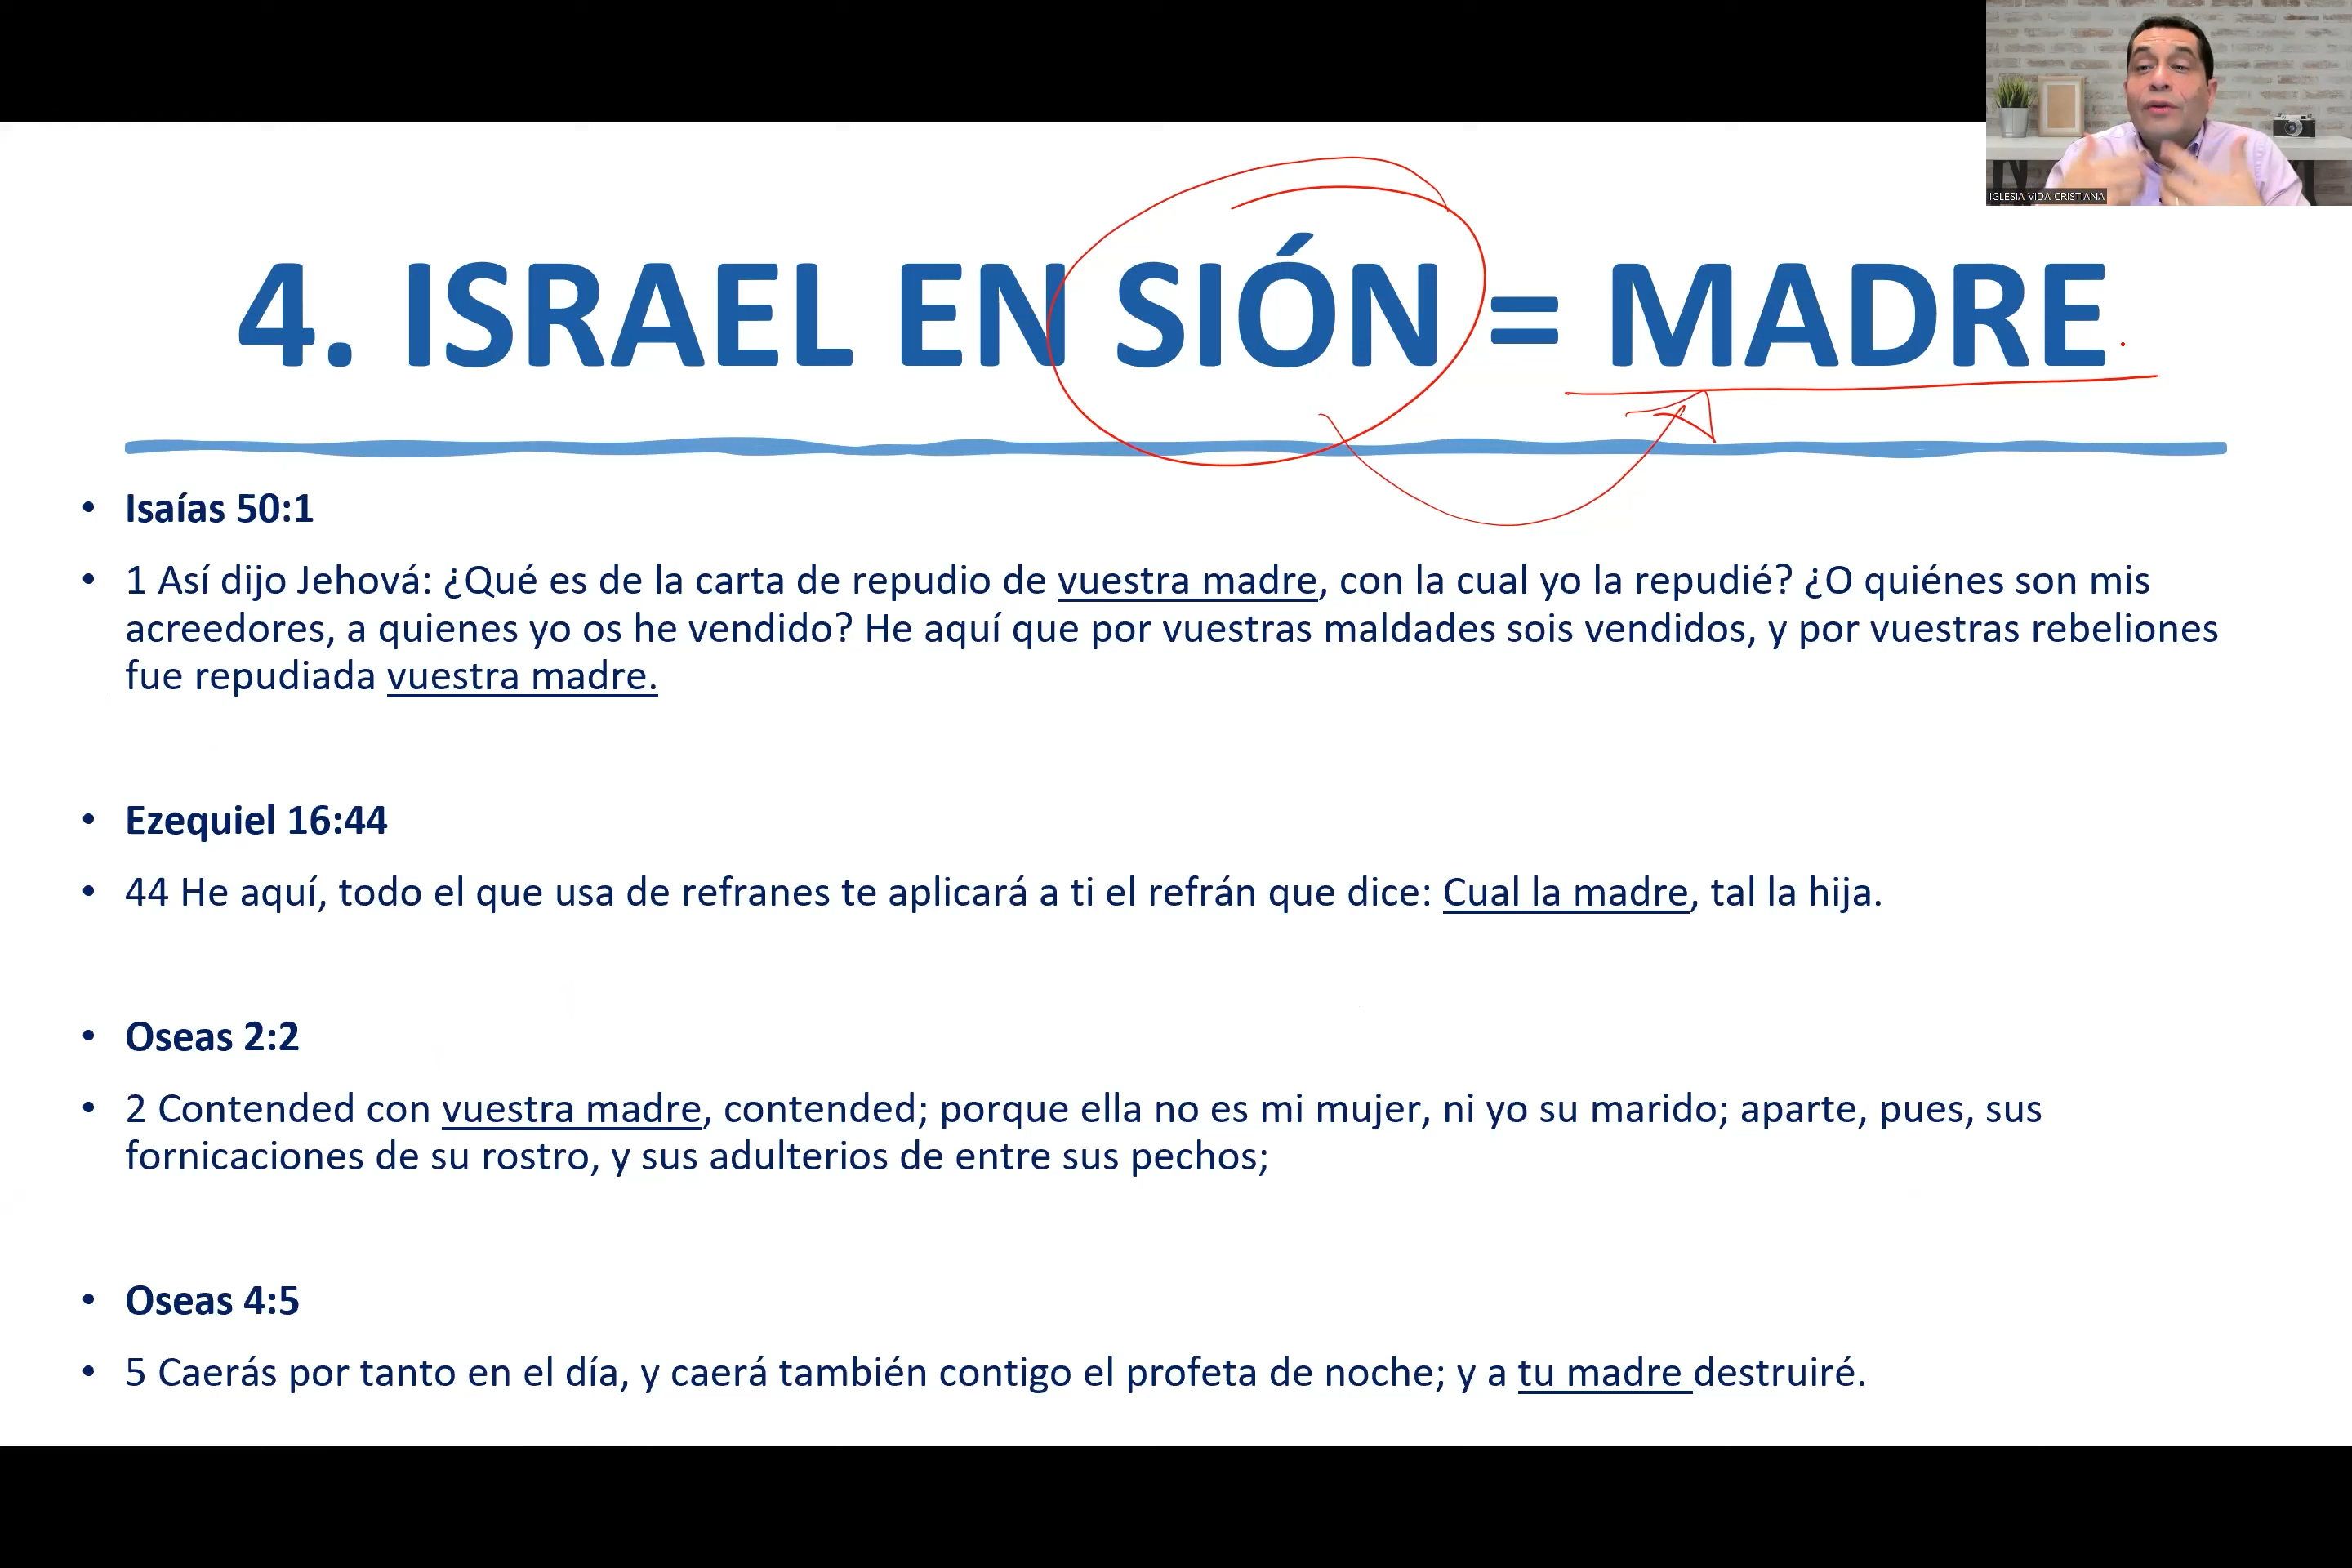 IGLESIA VIDA CRISTIANA
4. ISRAEL EN SIÓN = MADRE
• Isaías 50:1
• 1 Así dijo Jehová: ¿Qué es de la carta de repudio de vuestra madre, con la cual yo la repudié? ¿O quiénes son mis
acreedores, a quienes yo os he vendido? He aquí que por vuestras maldades sois vendidos, y por vuestras rebeliones
fue repudiada vuestra madre.
• Ezequiel 16:44
• 44 He aquí, todo el que usa de refranes te aplicará a ti el refrán que dice: Cual la madre, tal la hija.
• Oseas 2:2
• 2 Contended con vuestra madre, contended; porque ella no es mi mujer, ni yo su marido; aparte, pues, sus
fornicaciones de su rostro, y sus adulterios de entre sus pechos;
• Oseas 4:5
• 5 Caerás por tanto en el día, y caerá también contigo el profeta de noche; y a tu madre destruiré.